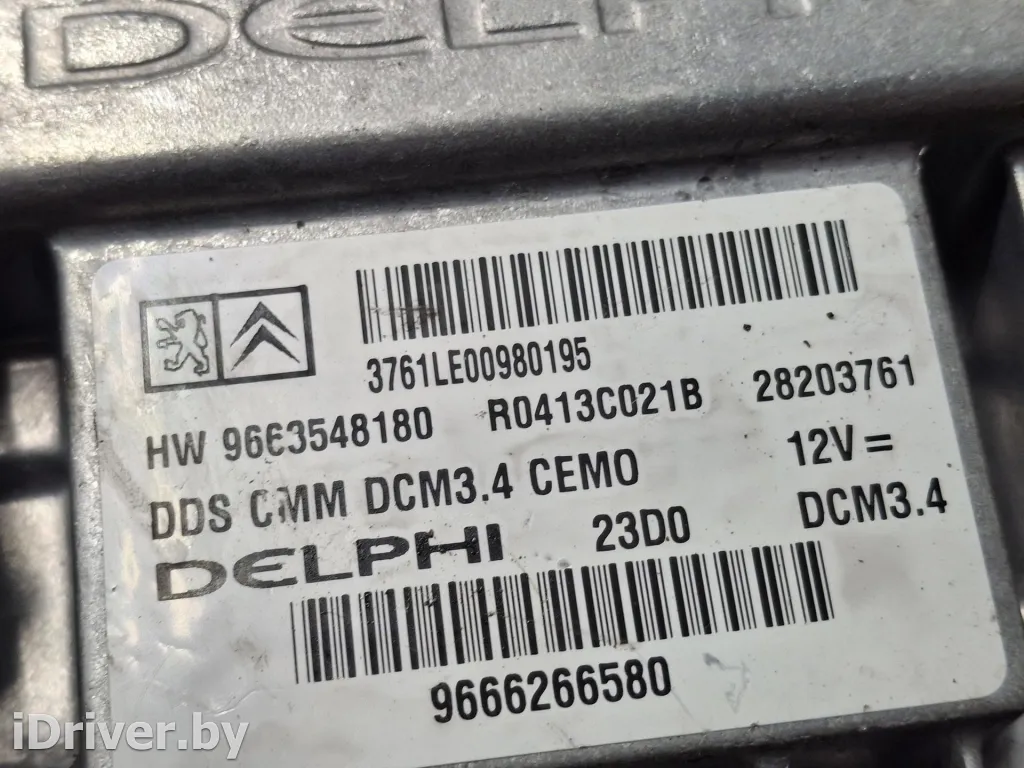 DELPHI
3761LE00980195
HW 9663548180 R0413C021B 28203761
DDS CMM DCM3.4 CEMO 12V =
DELPHI 23D0 DCM3.4
9666266580
iDriver.by